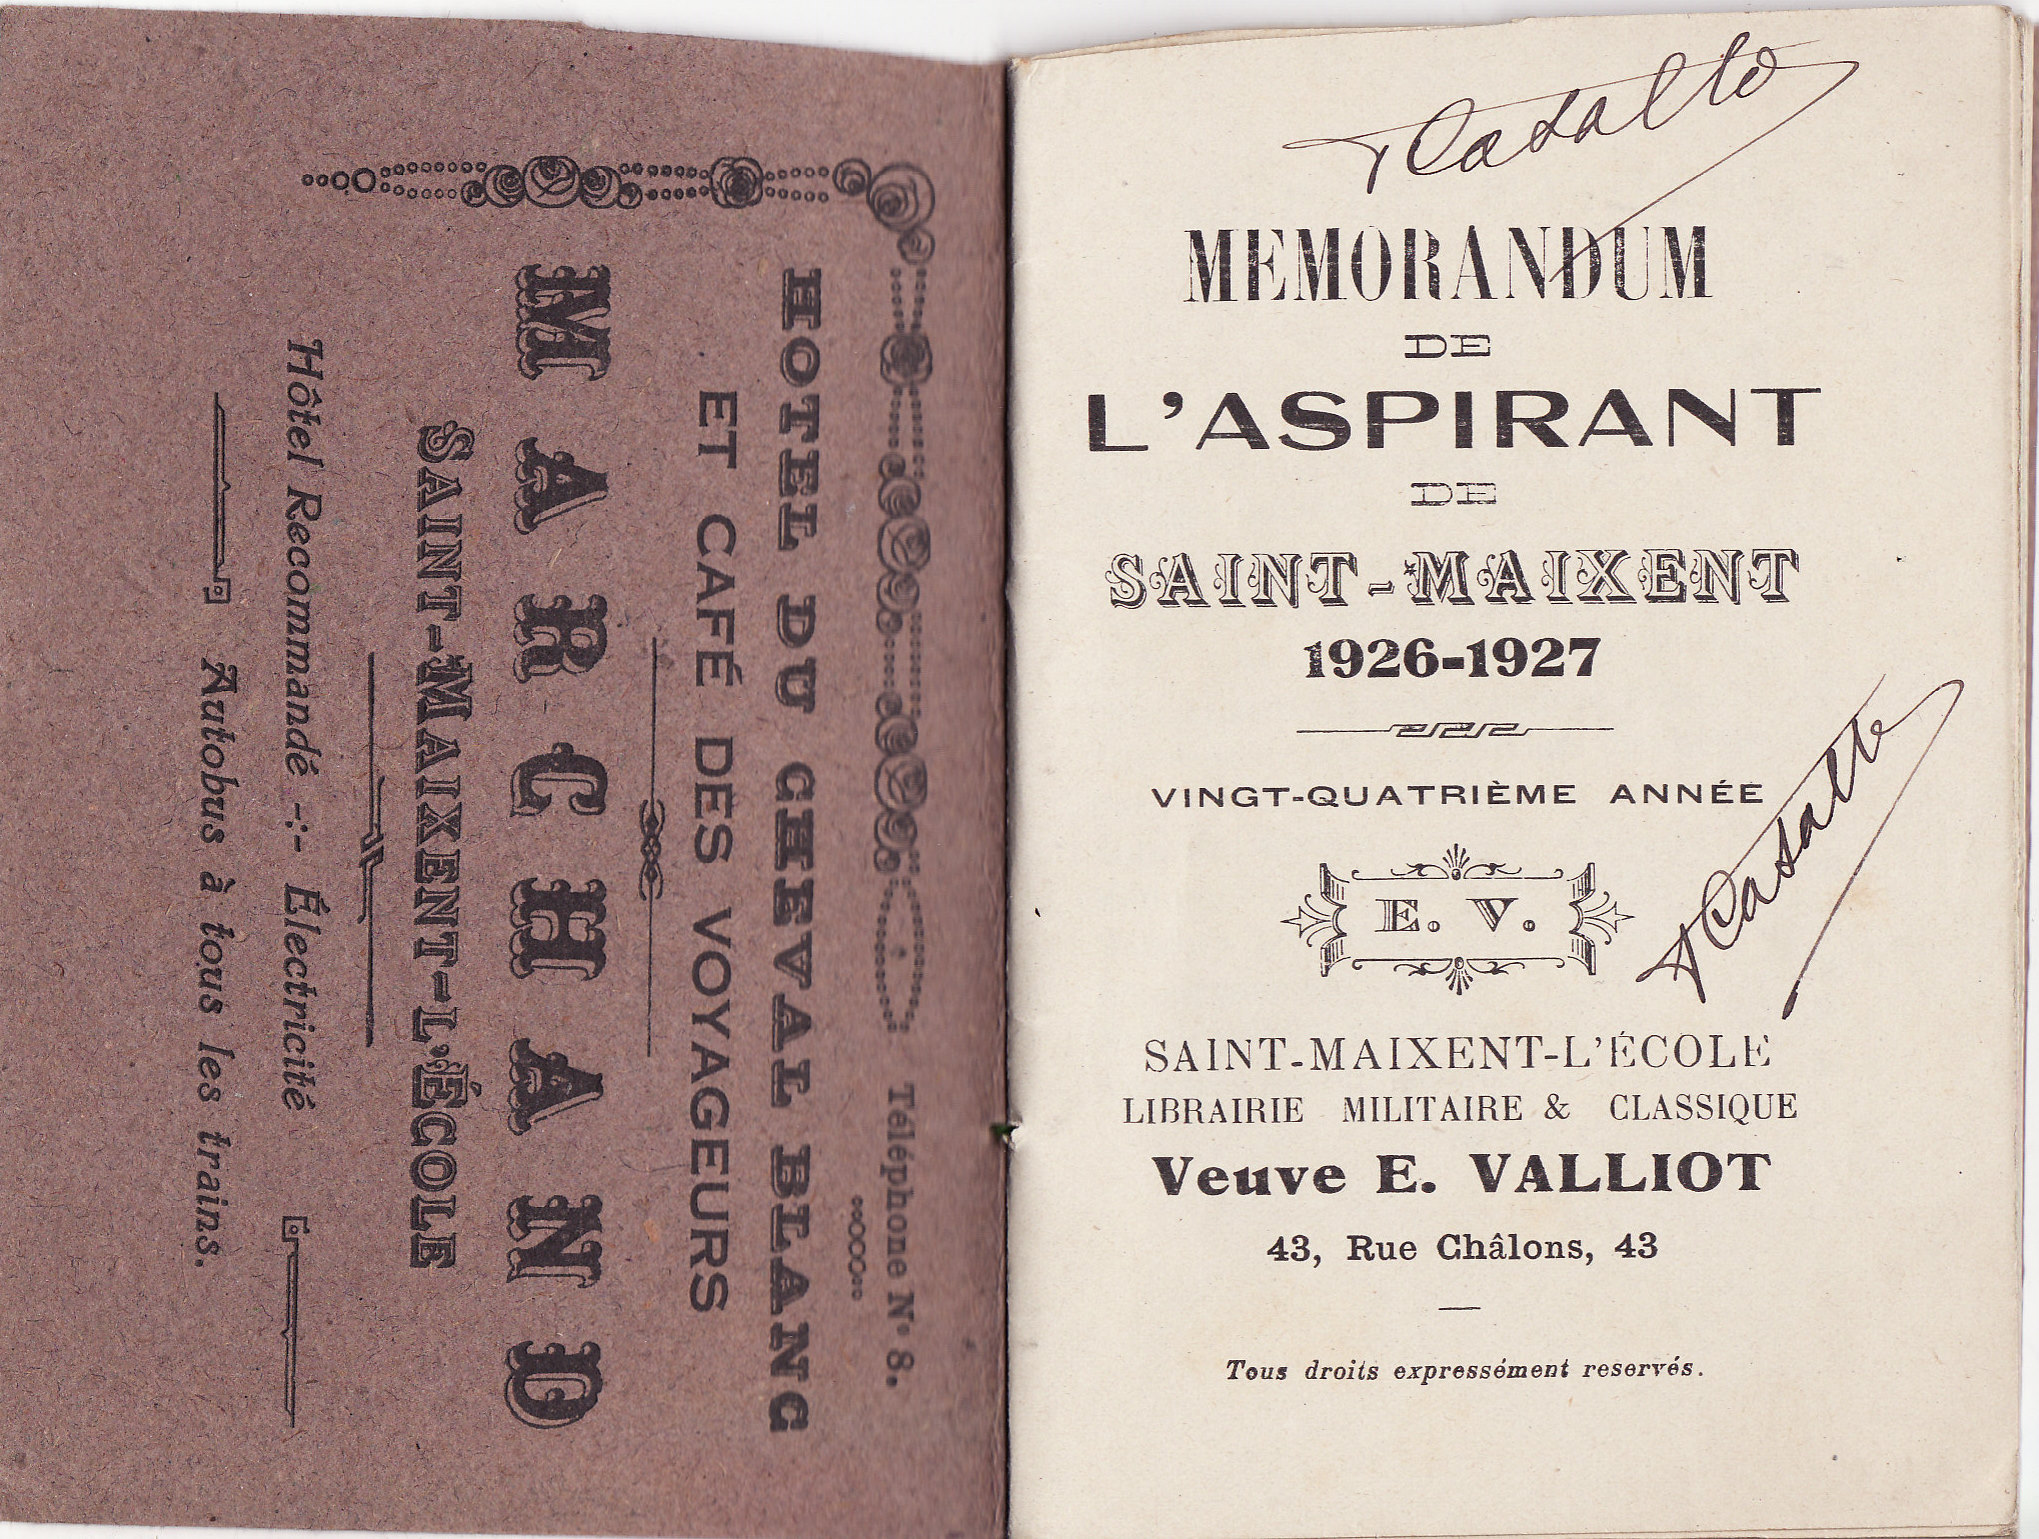 Téléphone N° 8.
HOTEL DU CHEVAL BLANC
ET CAFÉ DES VOYAGEURS
MARCHAND
SAINT-MAIXENT-L'ÉCOLE
Hôtel Recommandé -:- Électricité
Autobus à tous les trains.
Casalta
MEMORANDUM
DE
L'ASPIRANT
DE
SAINT-MAIXENT
1926-1927
VINGT-QUATRIÈME ANNÉE
E. V.
Casalta
SAINT-MAIXENT-L'ÉCOLE
LIBRAIRIE MILITAIRE & CLASSIQUE
Veuve E. VALLIOT
43, Rue Châlons, 43
Tous droits expressément reservés.